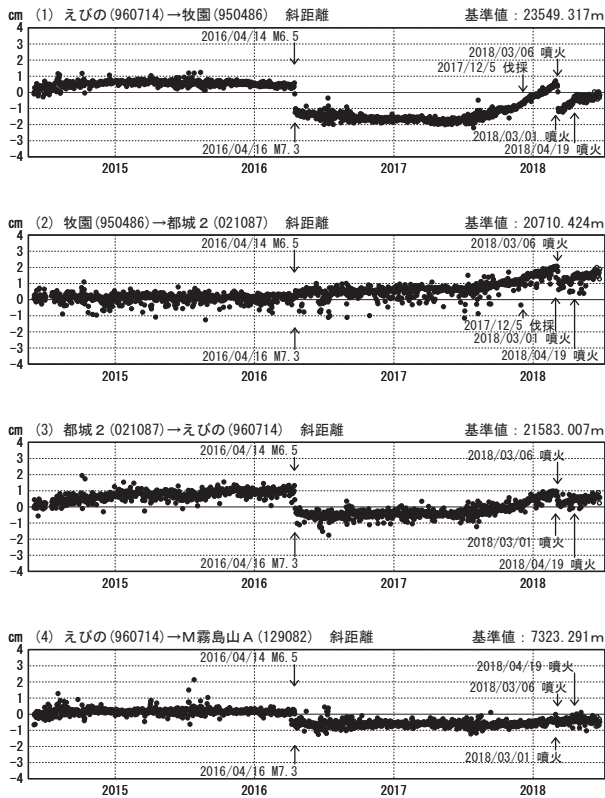 (1) えびの(960714)→牧園(950486) 斜距離 基準値：23549.317m
cm
4
3
2
1
0
-1
-2
-3
-4
2016/04/14 M6.5
2018/03/06 噴火
2017/12/5 伐採
2018/03/01 噴火
2016/04/16 M7.3
2018/04/19 噴火
2015 2016 2017 2018
(2) 牧園(950486)→都城２(021087) 斜距離 基準値：20710.424m
cm
4
3
2
1
0
-1
-2
-3
-4
2016/04/14 M6.5
2018/03/06 噴火
2017/12/5 伐採
2018/03/01 噴火
2016/04/16 M7.3
2018/04/19 噴火
2015 2016 2017 2018
(3) 都城２(021087)→えびの(960714) 斜距離 基準値：21583.007m
cm
4
3
2
1
0
-1
-2
-3
-4
2016/04/14 M6.5
2018/03/06 噴火
2018/03/01 噴火
2016/04/16 M7.3
2018/04/19 噴火
2015 2016 2017 2018
(4) えびの(960714)→Ｍ霧島山Ａ(129082) 斜距離 基準値：7323.291m
cm
4
3
2
1
0
-1
-2
-3
-4
2016/04/14 M6.5
2018/04/19 噴火
2018/03/06 噴火
2018/03/01 噴火
2016/04/16 M7.3
2015 2016 2017 2018